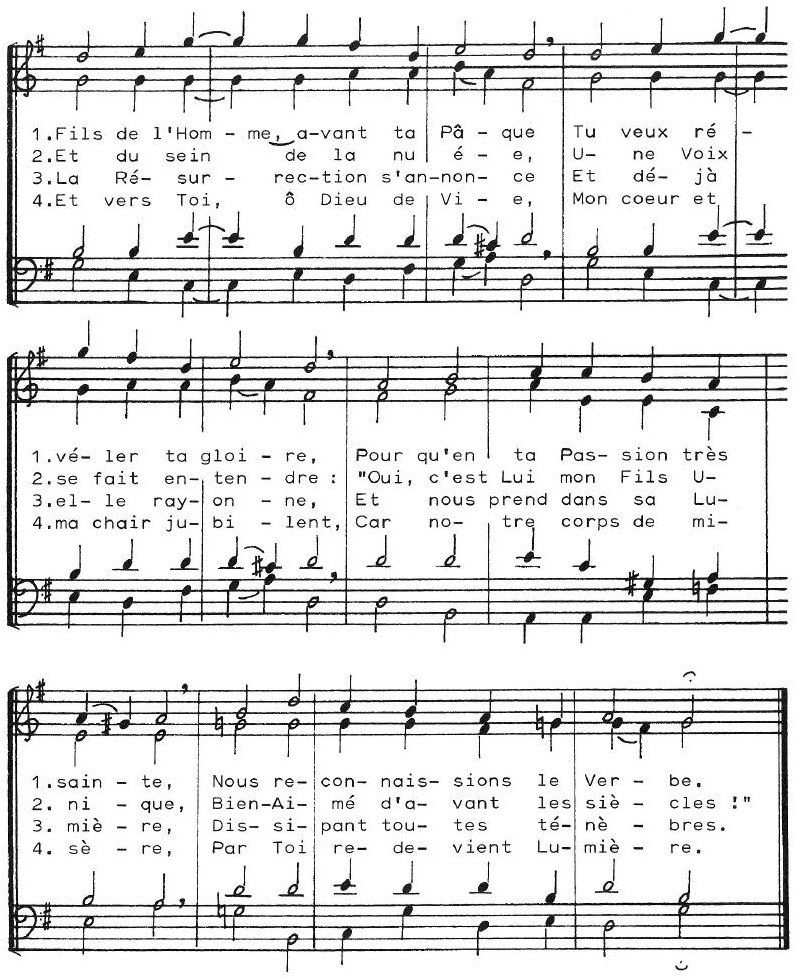 1.Fils de l'Hom - me, a-vant ta Pâ - que Tu veux ré -
2.Et du sein de la nu é - e, U- ne Voix
3.La Ré- sur - rec-tion s'an-non- ce Et dé- jà
4.Et vers Toi, ô Dieu de Vi - e, Mon coeur et
1.vé- ler ta gloi - re, Pour qu'en ta Pas- sion très
2.se fait en- ten - dre : "Oui, c'est Lui mon Fils U-
3.el- le ray- on - ne, Et nous prend dans sa Lu-
4.ma chair ju- bi - lent, Car no- tre corps de mi-
1.sain - te, Nous re- con- nais- sions le Ver - be.
2. ni - que, Bien-Ai- mé d'a- vant les siè - cles !"
3. miè - re, Dis- si- pant tou- tes té- nè - bres.
4. sè - re, Par Toi re- de- vient Lu- miè - re.